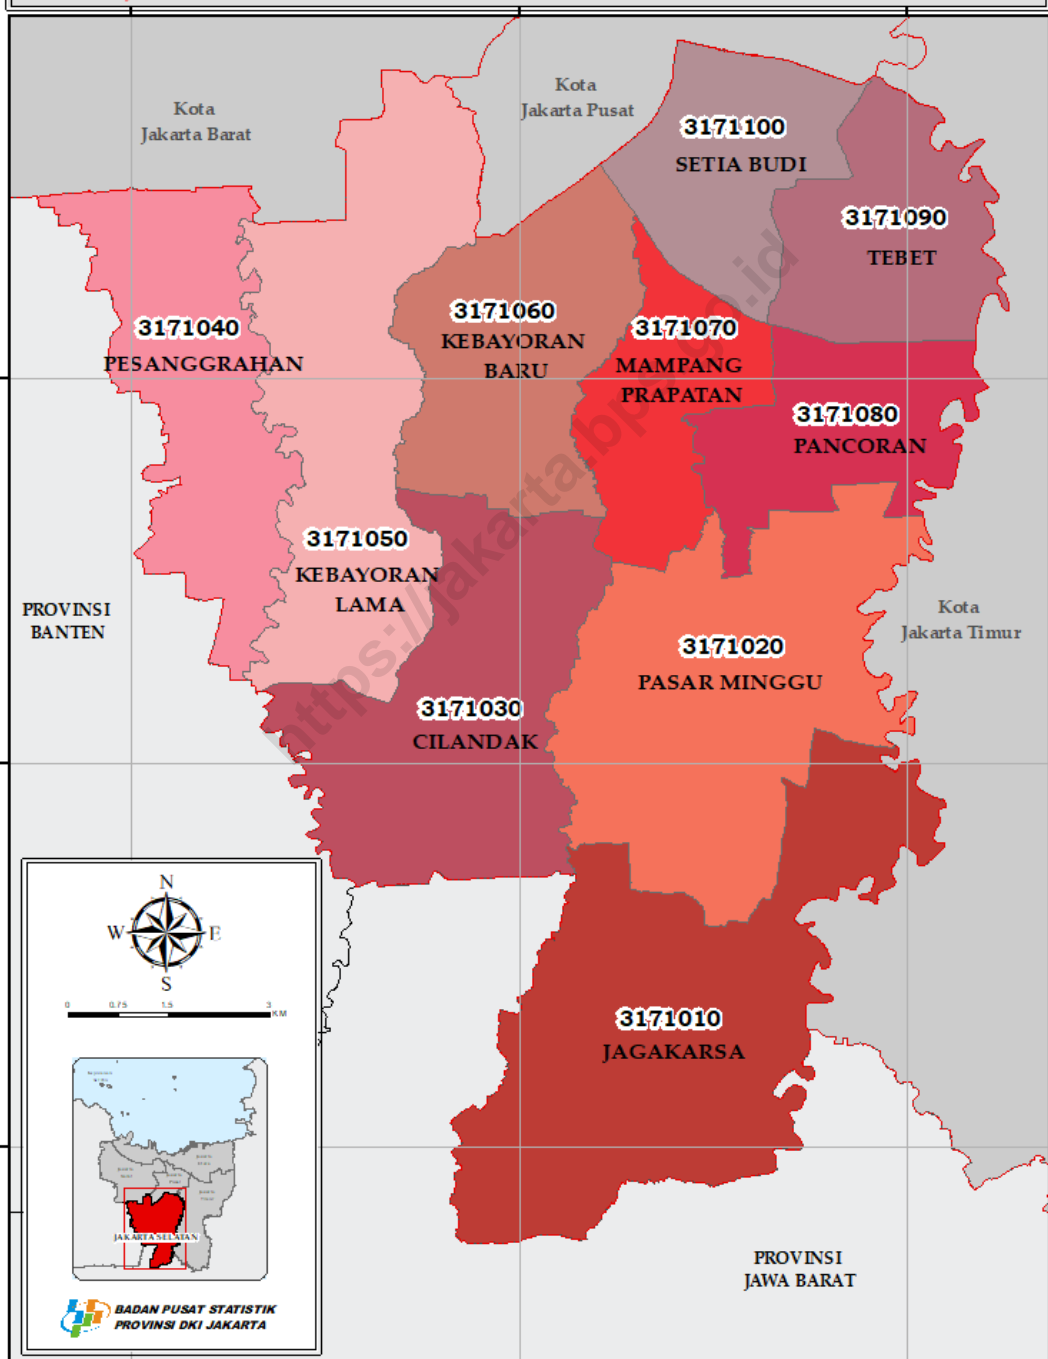 Kota
Jakarta Barat
Kota
Jakarta Pusat
3171100
SETIA BUDI
3171090
TEBET
3171040
PESANGGRAHAN
3171060
KEBAYORAN
BARU
3171070
MAMPANG
PRAPATAN
3171080
PANCORAN
3171050
KEBAYORAN
LAMA
PROVINSI
BANTEN
Kota
Jakarta Timur
3171020
PASAR MINGGU
3171030
CILANDAK
3171010
JAGAKARSA
PROVINSI
JAWA BARAT
https://jakarta.bps.go.id
N
W E
S
0 0.75 1.5 3
KM
JAKARTA SELATAN
BADAN PUSAT STATISTIK
PROVINSI DKI JAKARTA